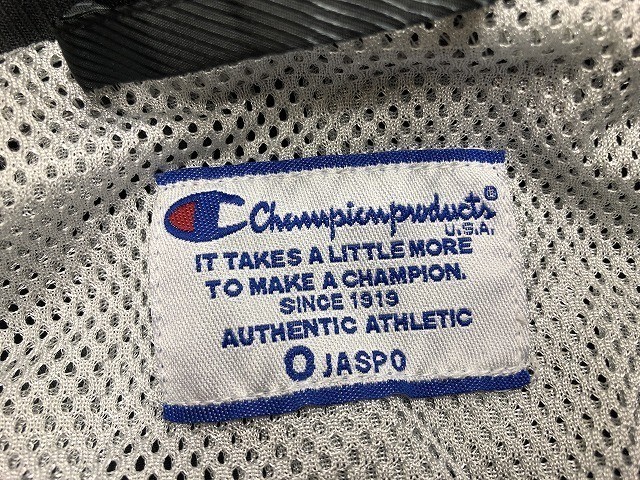 Championproducts®
U.S.A.
IT TAKES A LITTLE MORE
TO MAKE A CHAMPION.
SINCE 1919
AUTHENTIC ATHLETIC
O JASPO